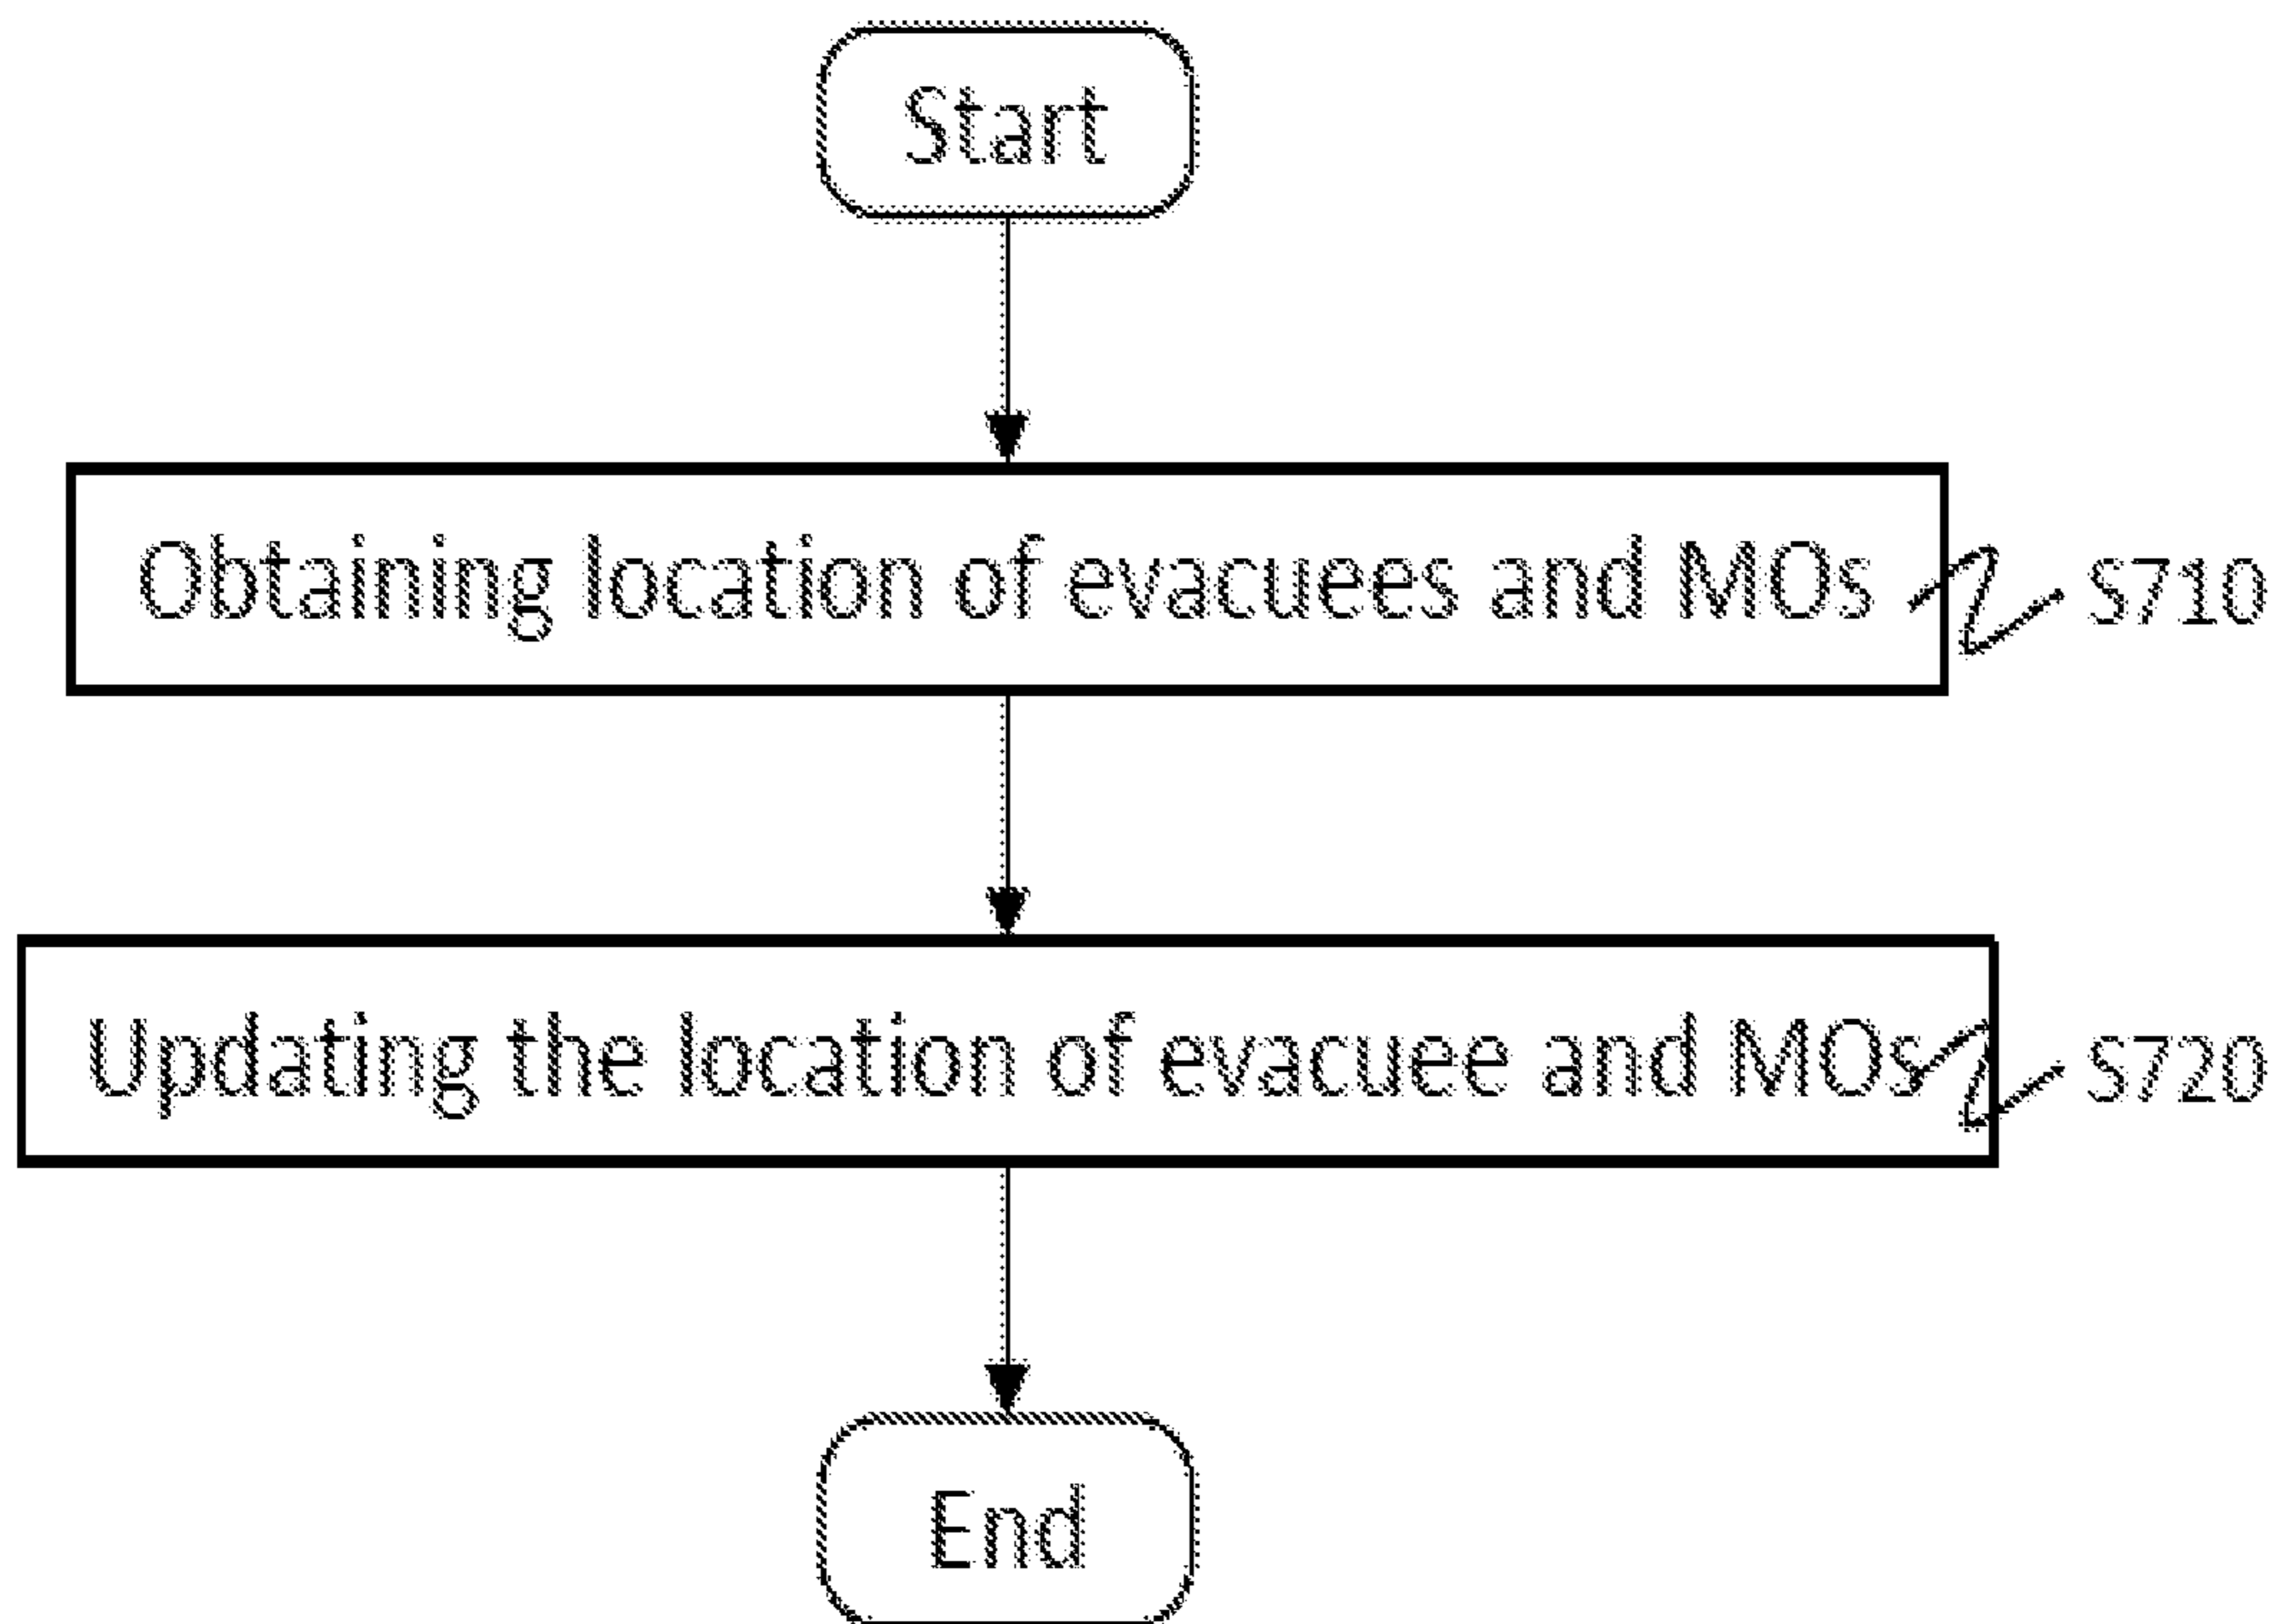 Start
Obtaining location of evacuees and MOs
S710
Updating the location of evacuee and MOs
S720
End